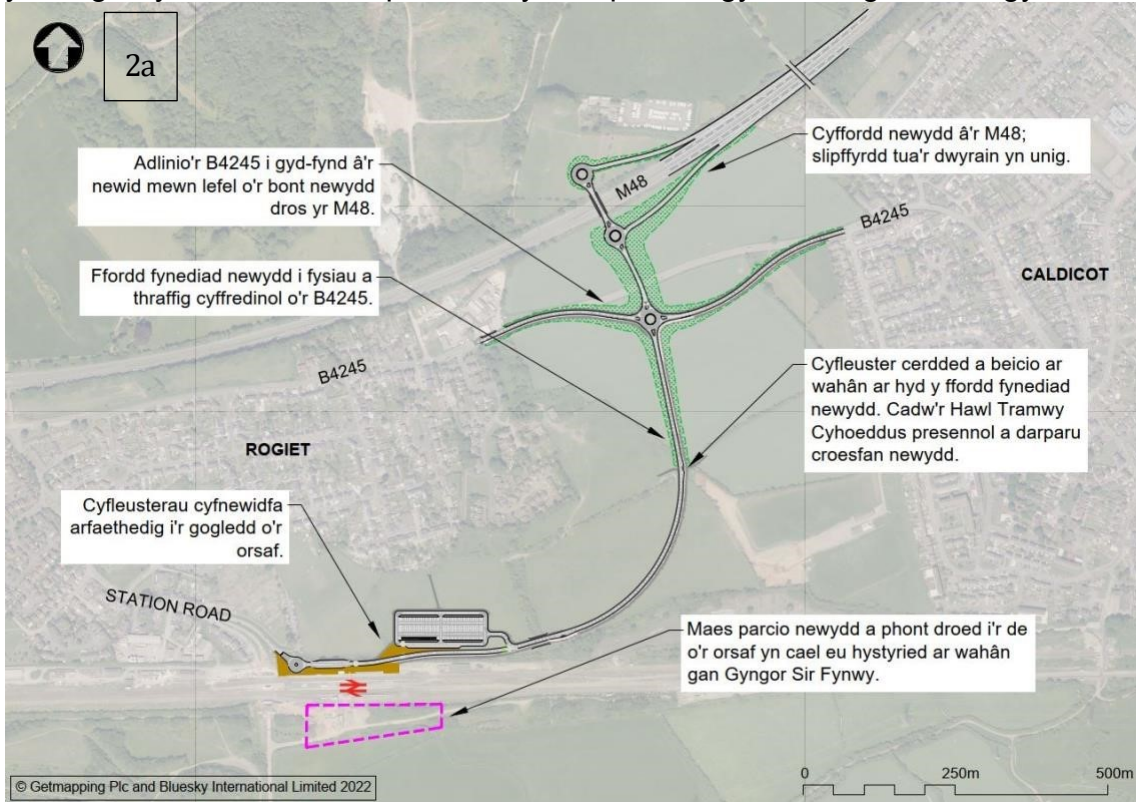 2a
Adlinio'r B4245 i gyd-fynd â'r
newid mewn lefel o'r bont newydd
dros yr M48.
Cyffordd newydd â'r M48;
slipffyrdd tua'r dwyrain yn unig.
M48
B4245
Ffordd fynediad newydd i fysiau a
thraffig cyffredinol o'r B4245.
CALDICOT
B4245
Cyfleuster cerdded a beicio ar
wahân ar hyd y ffordd fynediad
newydd. Cadw'r Hawl Tramwy
Cyhoeddus presennol a darparu
croesfan newydd.
ROGIET
Cyfleusterau cyfnewidfa
arfaethedig i'r gogledd o'r
orsaf.
STATION ROAD
Maes parcio newydd a phont droed i'r de
o'r orsaf yn cael eu hystyried ar wahân
gan Gyngor Sir Fynwy.
0 250m 500m
© Getmapping Plc and Bluesky International Limited 2022